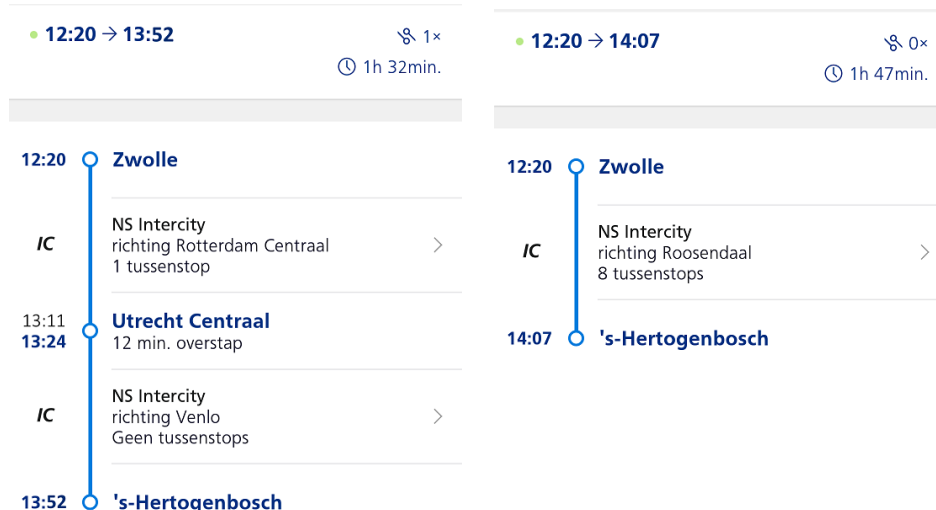 12:20 → 13:52
1×
1h 32min.
12:20 Zwolle
IC
NS Intercity
richting Rotterdam Centraal
1 tussenstop
13:11
13:24
Utrecht Centraal
12 min. overstap
IC
NS Intercity
richting Venlo
Geen tussenstops
13:52 's-Hertogenbosch
12:20 → 14:07
0×
1h 47min.
12:20 Zwolle
IC
NS Intercity
richting Roosendaal
8 tussenstops
14:07 's-Hertogenbosch